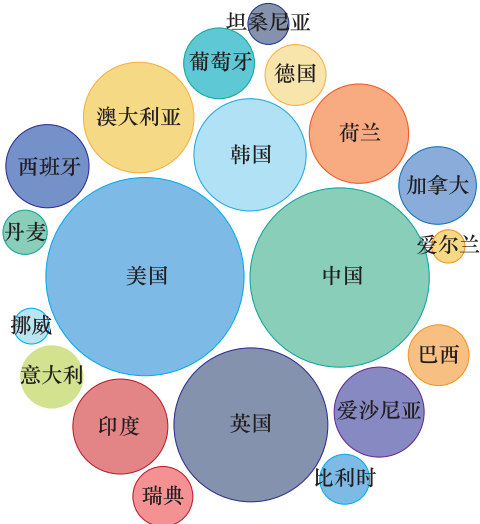 坦桑尼亚
葡萄牙
德国
澳大利亚
荷兰
韩国
西班牙
加拿大
丹麦
爱尔兰
美国
中国
挪威
巴西
意大利
爱沙尼亚
印度
英国
比利时
瑞典